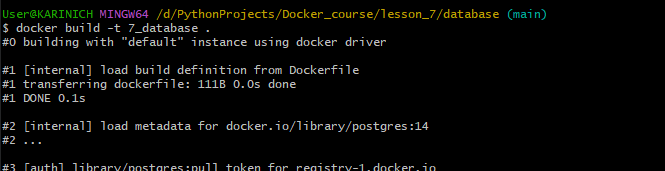 User@KARINICH MINGW64 /d/PythonProjects/Docker_course/lesson_7/database (main)
$ docker build -t 7_database .
#0 building with "default" instance using docker driver
#1 [internal] load build definition from Dockerfile
#1 transferring dockerfile: 111B 0.0s done
#1 DONE 0.1s
#2 [internal] load metadata for docker.io/library/postgres:14
#2 ...
#3 [auth] library/postgres:pull token for registry-1.docker.io